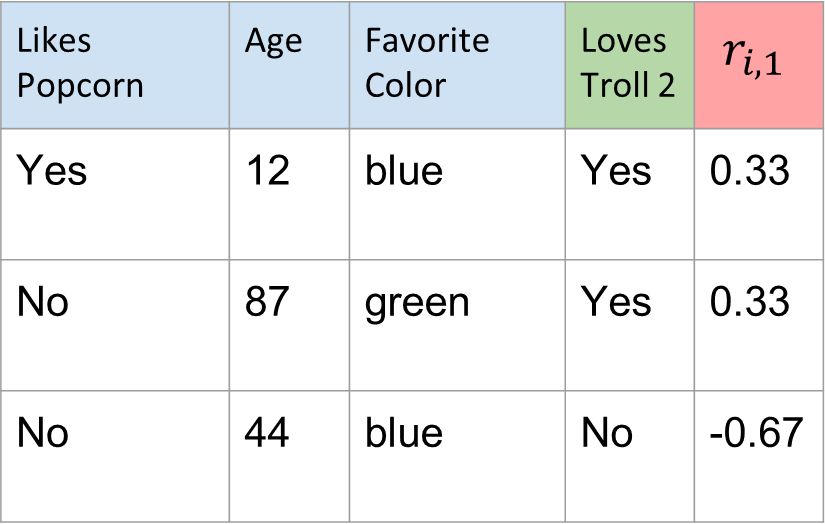 Likes Popcorn | Age | Favorite Color | Loves Troll 2 | r_{i,1}
Yes | 12 | blue | Yes | 0.33
No | 87 | green | Yes | 0.33
No | 44 | blue | No | -0.67